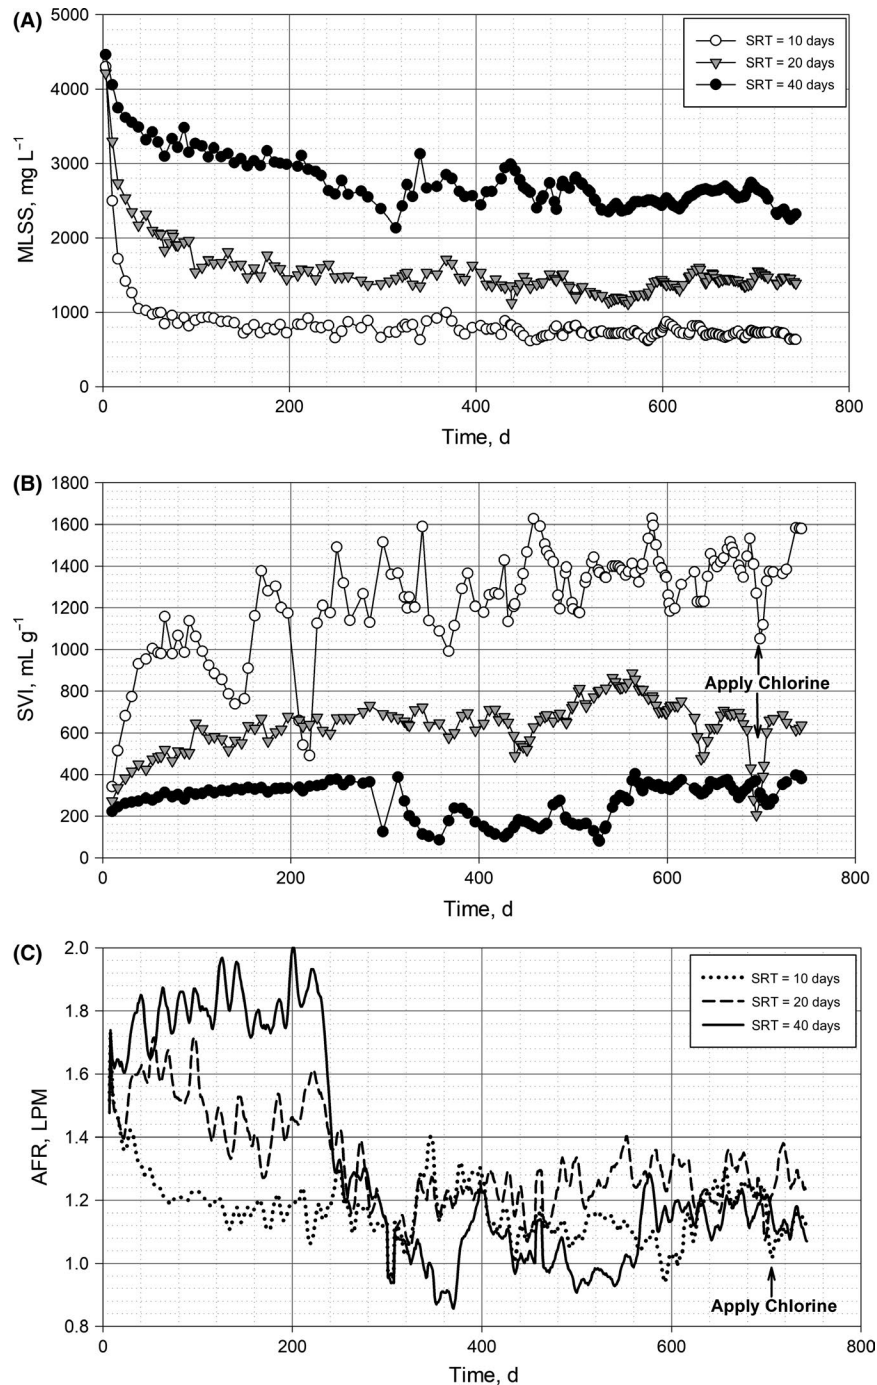 (A)
5000
4000
3000
2000
1000
0
MLSS, mg L⁻¹
SRT = 10 days
SRT = 20 days
SRT = 40 days
0 200 400 600 800
Time, d
(B)
1800
1600
1400
1200
1000
800
600
400
200
0
SVI, mL g⁻¹
Apply Chlorine
0 200 400 600 800
Time, d
(C)
2.0
1.8
1.6
1.4
1.2
1.0
0.8
AFR, LPM
SRT = 10 days
SRT = 20 days
SRT = 40 days
Apply Chlorine
0 200 400 600 800
Time, d